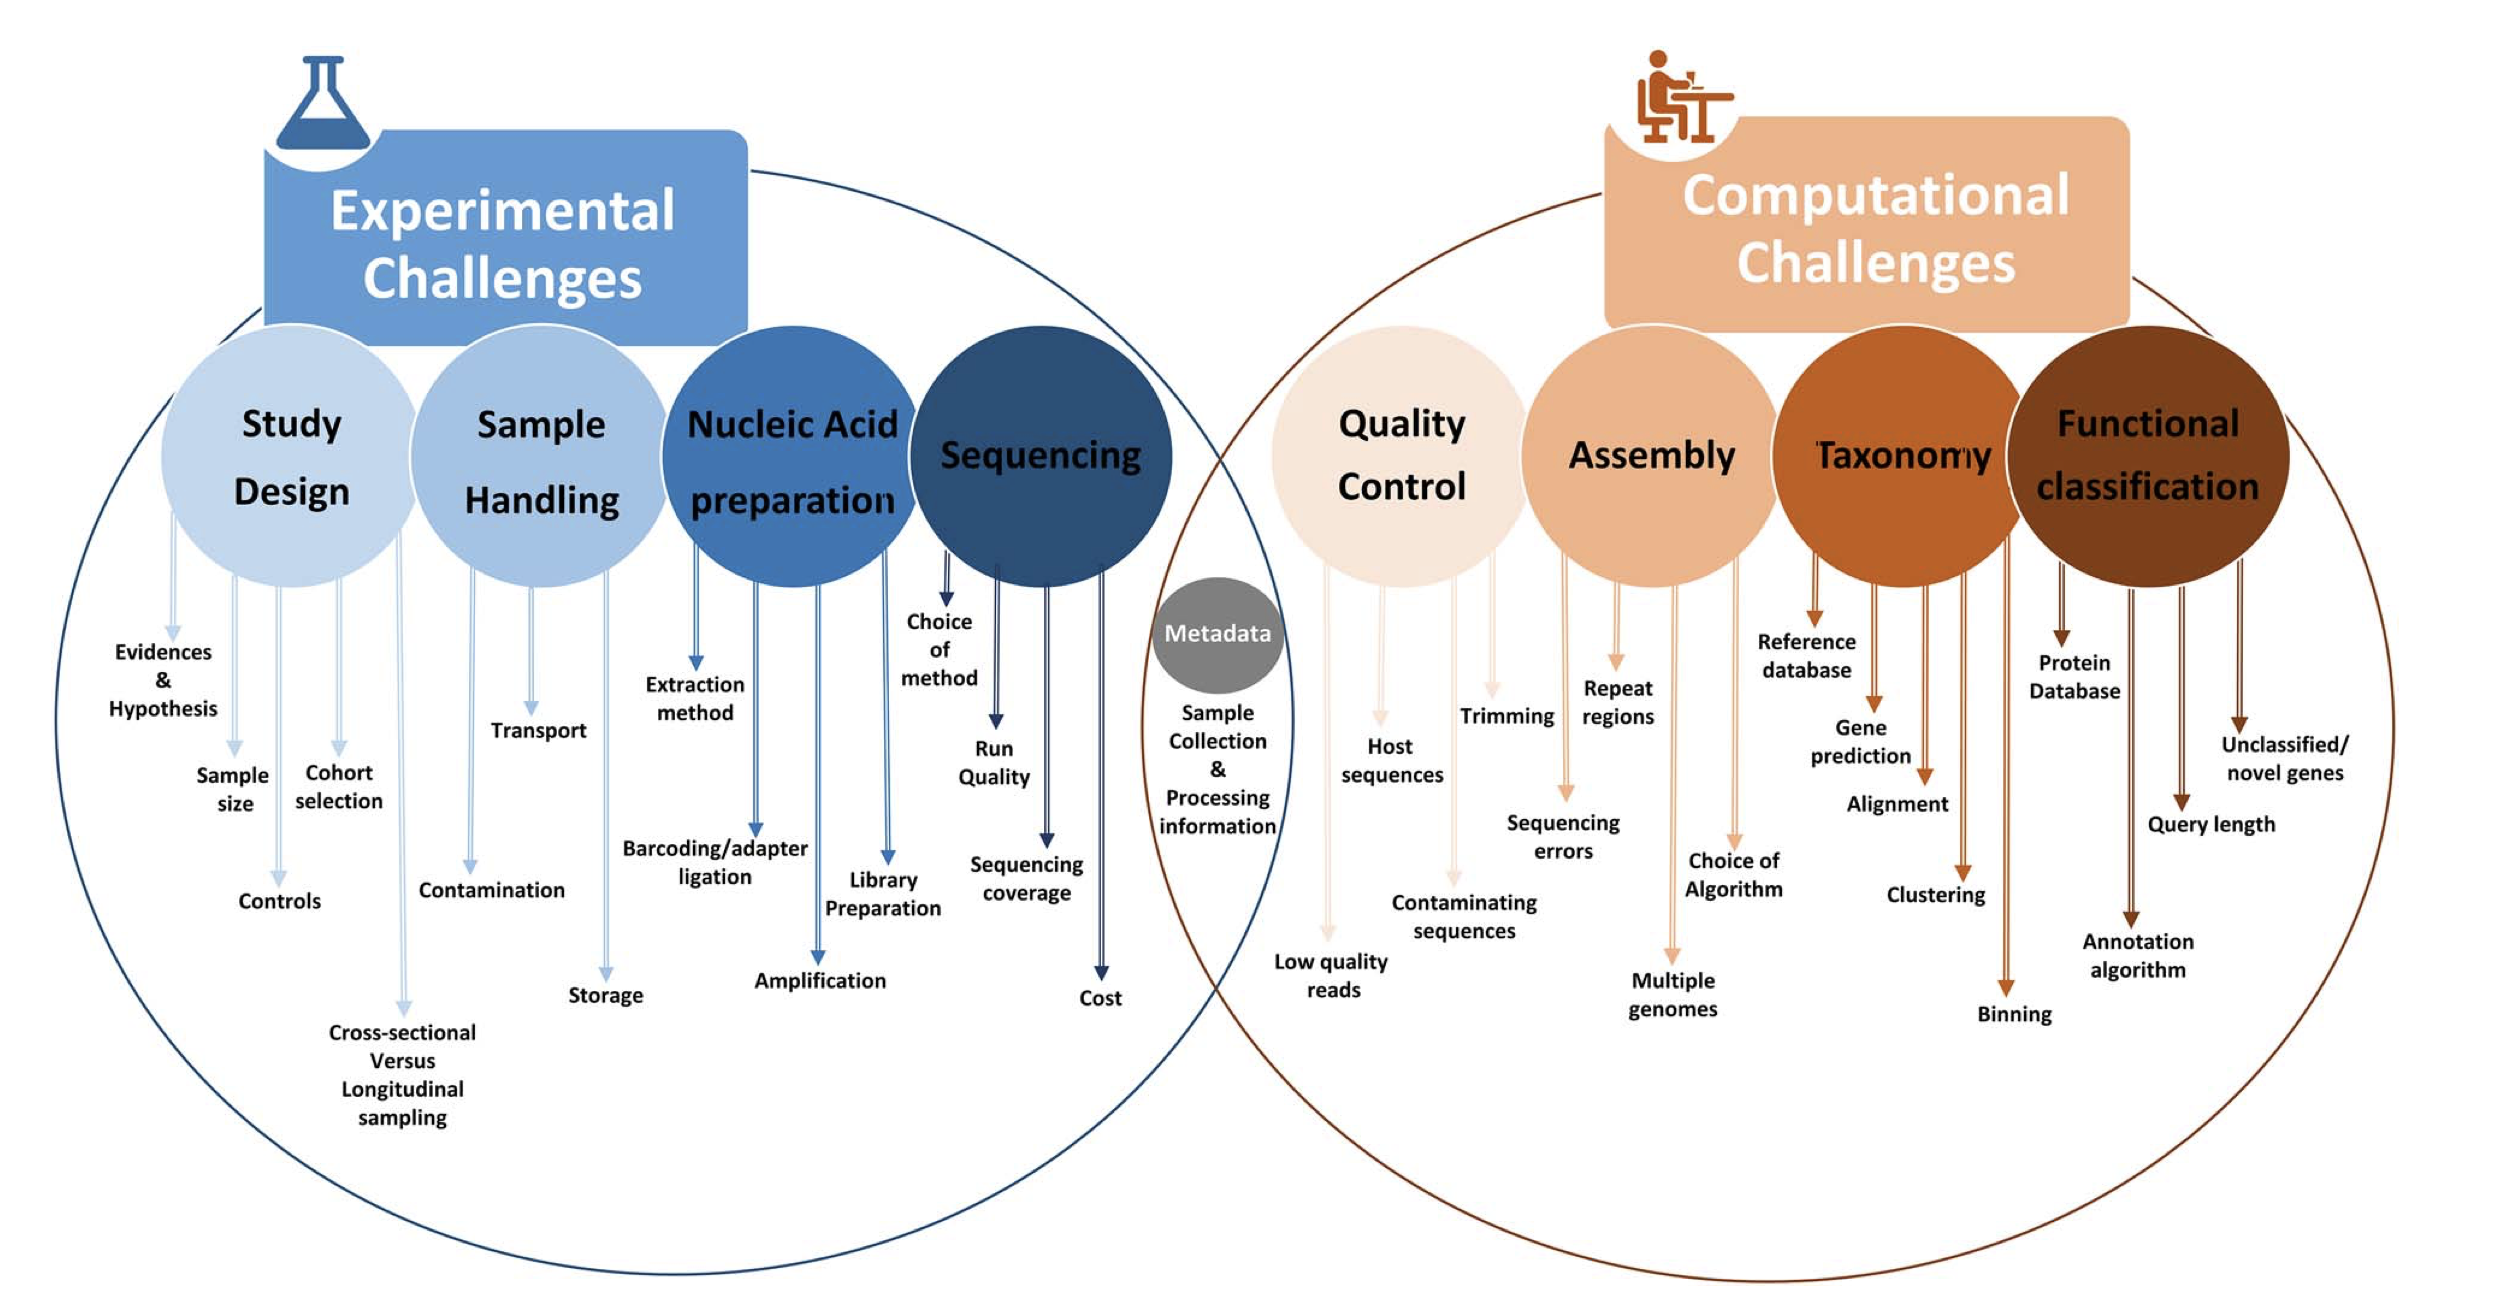 Experimental
Challenges
Computational
Challenges
Study
Design
Sample
Handling
Nucleic Acid
preparation
Sequencing
Quality
Control
Assembly
Taxonomy
Functional
classification
Evidences
&
Hypothesis
Sample
size
Controls
Cohort
selection
Cross-sectional
Versus
Longitudinal
sampling
Contamination
Transport
Storage
Extraction
method
Barcoding/adapter
ligation
Amplification
Library
Preparation
Choice
of
method
Run
Quality
Sequencing
coverage
Cost
Metadata
Sample
Collection
&
Processing
information
Low quality
reads
Host
sequences
Contaminating
sequences
Trimming
Sequencing
errors
Repeat
regions
Multiple
genomes
Choice of
Algorithm
Reference
database
Gene
prediction
Alignment
Clustering
Binning
Protein
Database
Annotation
algorithm
Query length
Unclassified/
novel genes